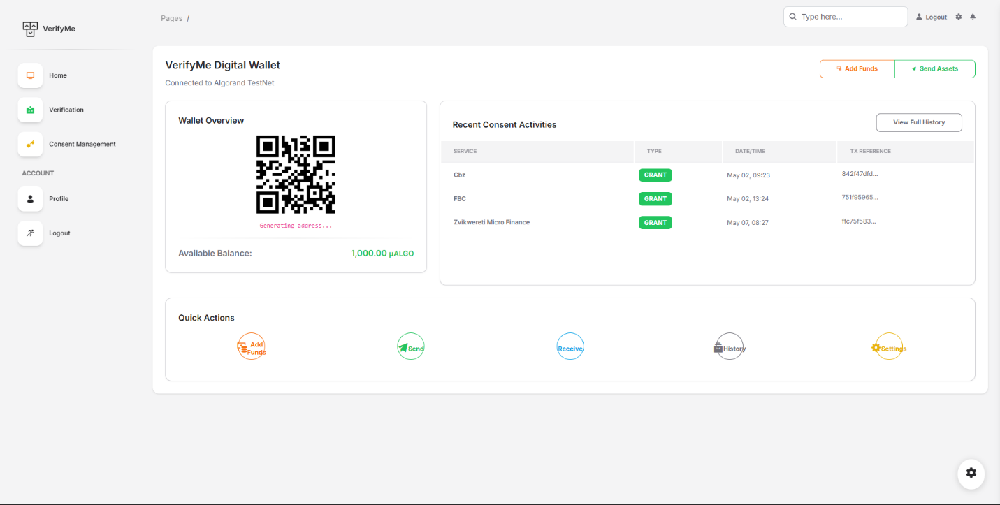 VerifyMe
Home
Verification
Consent Management
ACCOUNT
Profile
Logout
Pages /
Type here...
Logout
VerifyMe Digital Wallet
Connected to Algorand TestNet
Add Funds
Send Assets
Wallet Overview
Generating address...
Available Balance: 1,000.00 µALGO
Recent Consent Activities
View Full History
SERVICE TYPE DATE/TIME TX REFERENCE
Cbz GRANT May 02, 09:23 842f47dfd...
FBC GRANT May 02, 13:24 751f95965...
Zvikwereti Micro Finance GRANT May 07, 08:27 ffc75f583...
Quick Actions
Add
Funds
Send
Receive
History
Settings